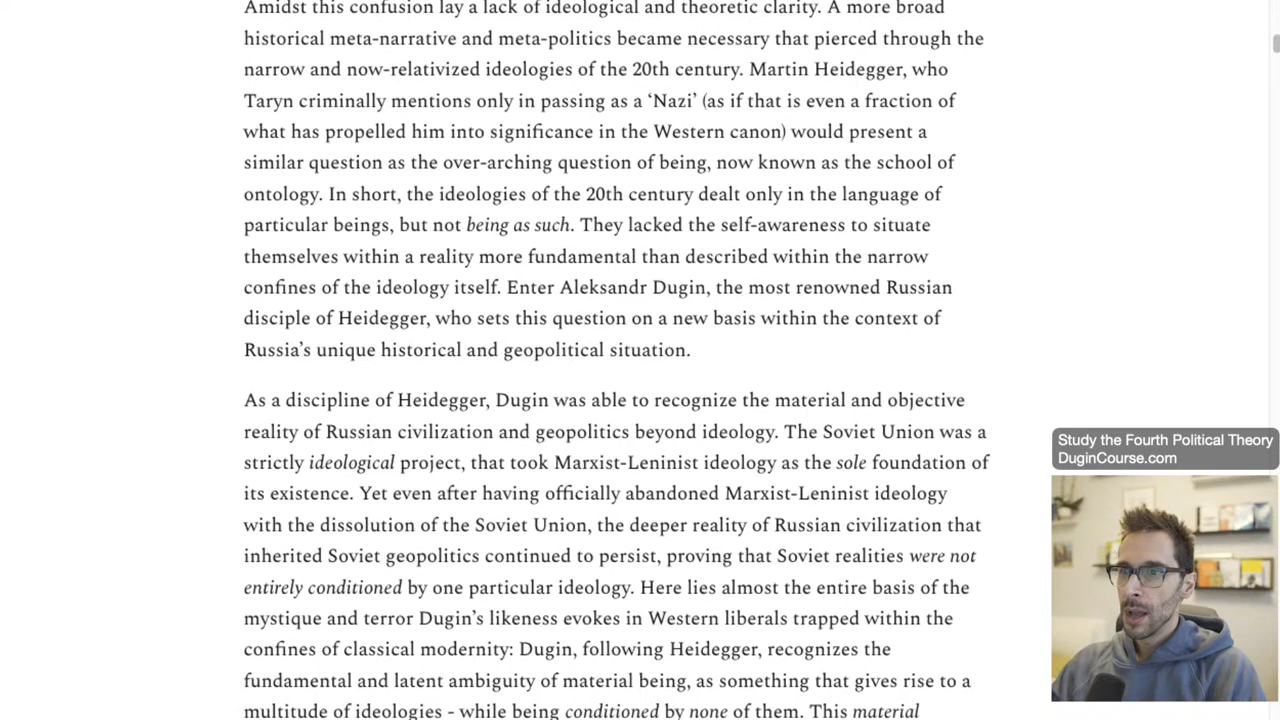 Amidst this confusion lay a lack of ideological and theoretic clarity. A more broad
historical meta-narrative and meta-politics became necessary that pierced through the
narrow and now-relativized ideologies of the 20th century. Martin Heidegger, who
Taryn criminally mentions only in passing as a ‘Nazi’ (as if that is even a fraction of
what has propelled him into significance in the Western canon) would present a
similar question as the over-arching question of being, now known as the school of
ontology. In short, the ideologies of the 20th century dealt only in the language of
particular beings, but not being as such. They lacked the self-awareness to situate
themselves within a reality more fundamental than described within the narrow
confines of the ideology itself. Enter Aleksandr Dugin, the most renowned Russian
disciple of Heidegger, who sets this question on a new basis within the context of
Russia’s unique historical and geopolitical situation.
As a discipline of Heidegger, Dugin was able to recognize the material and objective
reality of Russian civilization and geopolitics beyond ideology. The Soviet Union was a
strictly ideological project, that took Marxist-Leninist ideology as the sole foundation of
its existence. Yet even after having officially abandoned Marxist-Leninist ideology
with the dissolution of the Soviet Union, the deeper reality of Russian civilization that
inherited Soviet geopolitics continued to persist, proving that Soviet realities were not
entirely conditioned by one particular ideology. Here lies almost the entire basis of the
mystique and terror Dugin’s likeness evokes in Western liberals trapped within the
confines of classical modernity: Dugin, following Heidegger, recognizes the
fundamental and latent ambiguity of material being, as something that gives rise to a
multitude of ideologies - while being conditioned by none of them. This material
Study the Fourth Political Theory
DuginCourse.com